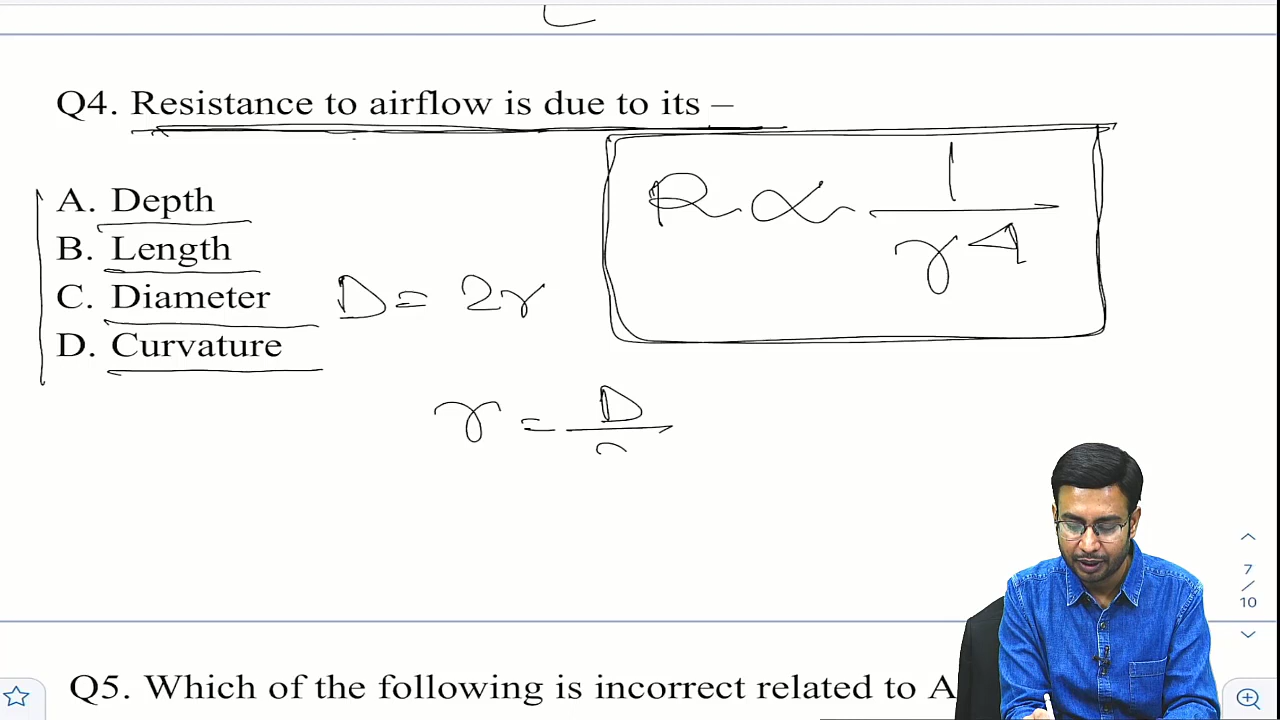 Q4. Resistance to airflow is due to its –
A. Depth
B. Length
C. Diameter
D. Curvature
R ∝ 1/r^4
D = 2r
r = D/2
7
/
10
Q5. Which of the following is incorrect related to A